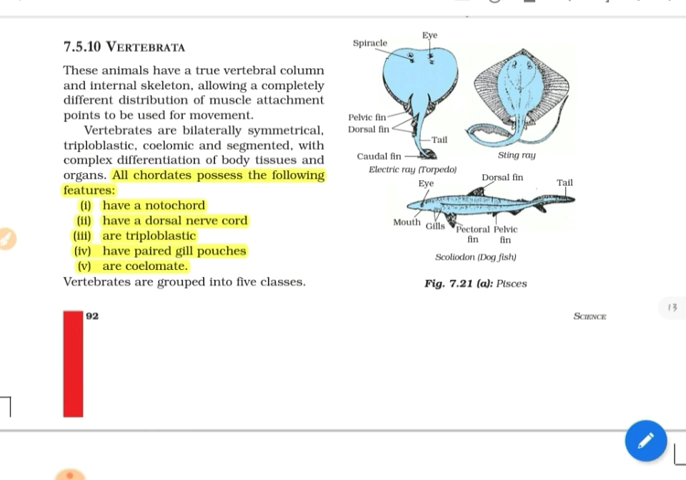 7.5.10 VERTEBRATA
These animals have a true vertebral column
and internal skeleton, allowing a completely
different distribution of muscle attachment
points to be used for movement.
Vertebrates are bilaterally symmetrical,
triploblastic, coelomic and segmented, with
complex differentiation of body tissues and
organs. All chordates possess the following
features:
(i) have a notochord
(ii) have a dorsal nerve cord
(iii) are triploblastic
(iv) have paired gill pouches
(v) are coelomate.
Vertebrates are grouped into five classes.
Spiracle
Eye
Pelvic fin
Dorsal fin
Tail
Caudal fin
Electric ray (Torpedo)
Sting ray
Eye
Dorsal fin
Tail
Mouth
Gills
Pectoral fin
Pelvic fin
Scoliodon (Dog fish)
Fig. 7.21 (a): Pisces
92
SCIENCE
13